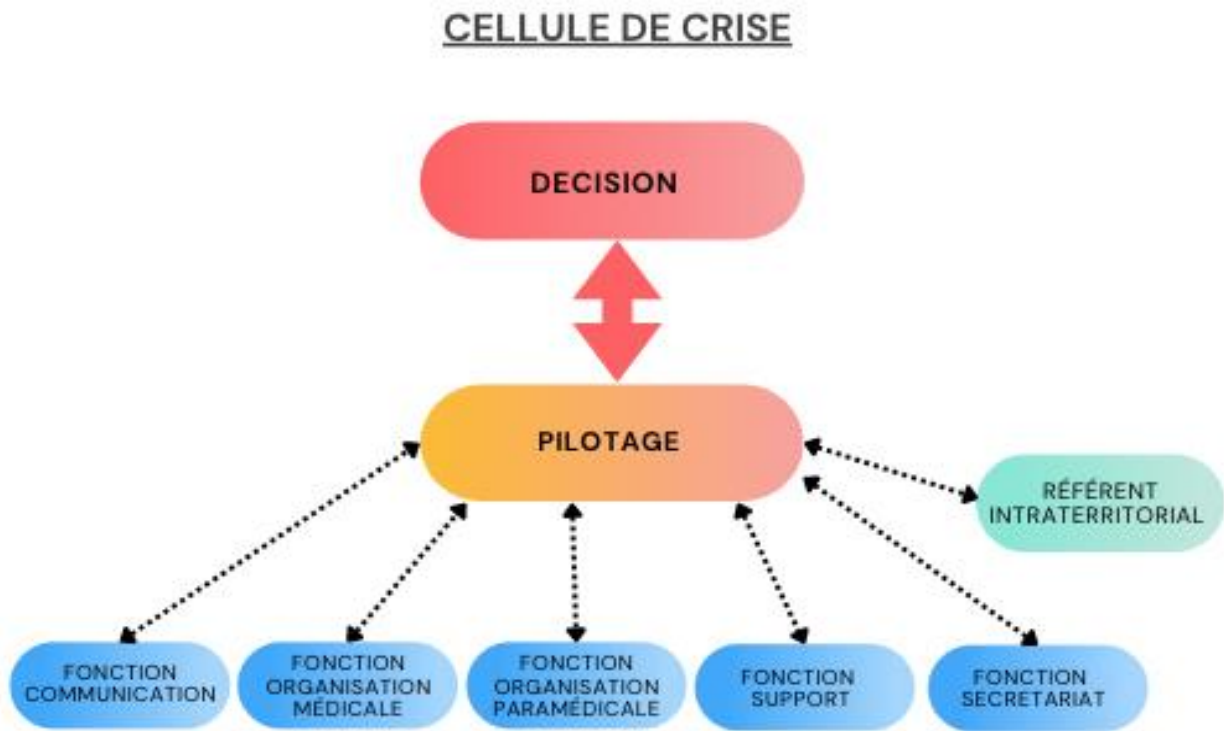 CELLULE DE CRISE
DECISION
PILOTAGE
RÉFÉRENT
INTRATERRITORIAL
FONCTION
COMMUNICATION
FONCTION
ORGANISATION
MÉDICALE
FONCTION
ORGANISATION
PARAMÉDICALE
FONCTION
SUPPORT
FONCTION
SECRETARIAT